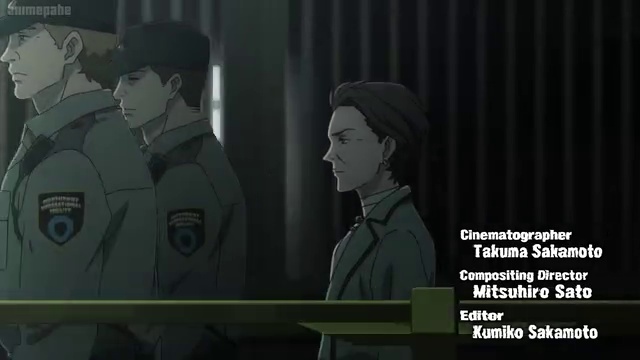 animepahe
Cinematographer
Takuma Sakamoto
Compositing Director
Mitsuhiro Sato
Editor
Kumiko Sakamoto